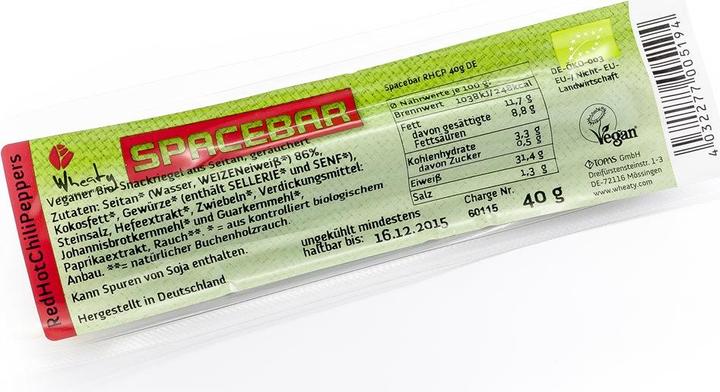 RedHotChiliPeppers
Wheaty
SPACEBAR
Veganer Bio Snackriegel aus Seitan, geräuchert.
Zutaten: Seitan* (Wasser, WEIZENeiweiß*) 86%,
Kokosfett*, Gewürze* (enthält SELLERIE* und SENF*),
Steinsalz, Hefeextrakt*, Zwiebeln*, Verdickungsmittel:
Johannisbrotkernmehl* und Guarkernmehl*,
Paprikaextrakt, Rauch**. * = aus kontrolliert biologischem
Anbau. **= natürlicher Buchenholzrauch.
Kann Spuren von Soja enthalten.
Hergestellt in Deutschland
ungekühlt mindestens
haltbar bis: 16.12.2015
Spacebar RHCP 40g DE
Ø Nährwerte je 100 g:
Brennwert 1038kJ/248kcal
Fett 11,7 g
davon gesättigte
Fettsäuren 8,8 g
Kohlenhydrate 3,3 g
davon Zucker 0,5 g
Eiweiß 31,4 g
Salz 1,3 g
Charge Nr.
60115
40 g
DE-ÖKO-003
EU-/Nicht-EU-
Landwirtschaft
Vegan
TOPAS GmbH
Dreifürstensteinstr. 1-3
DE-72116 Mössingen
www.wheaty.com
4032277005194